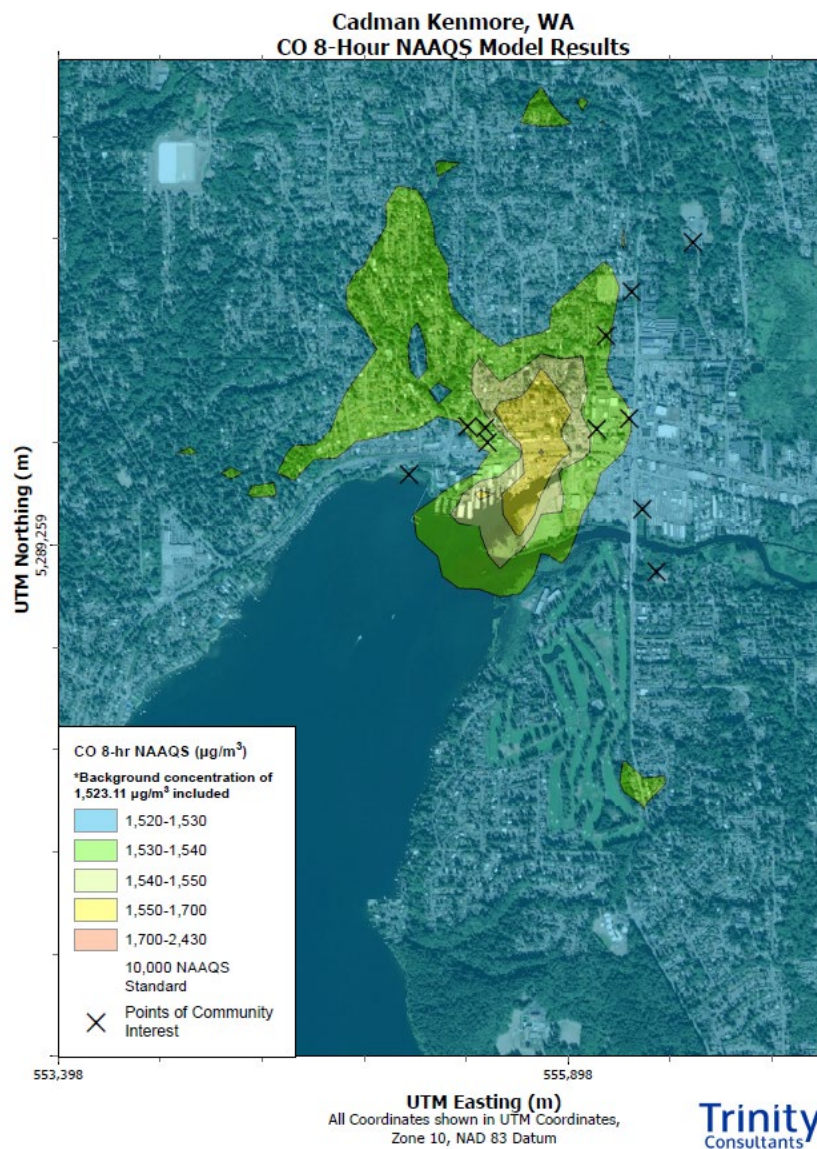 Cadman Kenmore, WA
CO 8-Hour NAAQS Model Results
UTM Northing (m)
5,289,259
CO 8-hr NAAQS (µg/m³)
*Background concentration of
1,523.11 µg/m³ included
1,520-1,530
1,530-1,540
1,540-1,550
1,550-1,700
1,700-2,430
10,000 NAAQS
Standard
Points of Community
Interest
553,398
555,898
UTM Easting (m)
All Coordinates shown in UTM Coordinates,
Zone 10, NAD 83 Datum
Trinity
Consultants